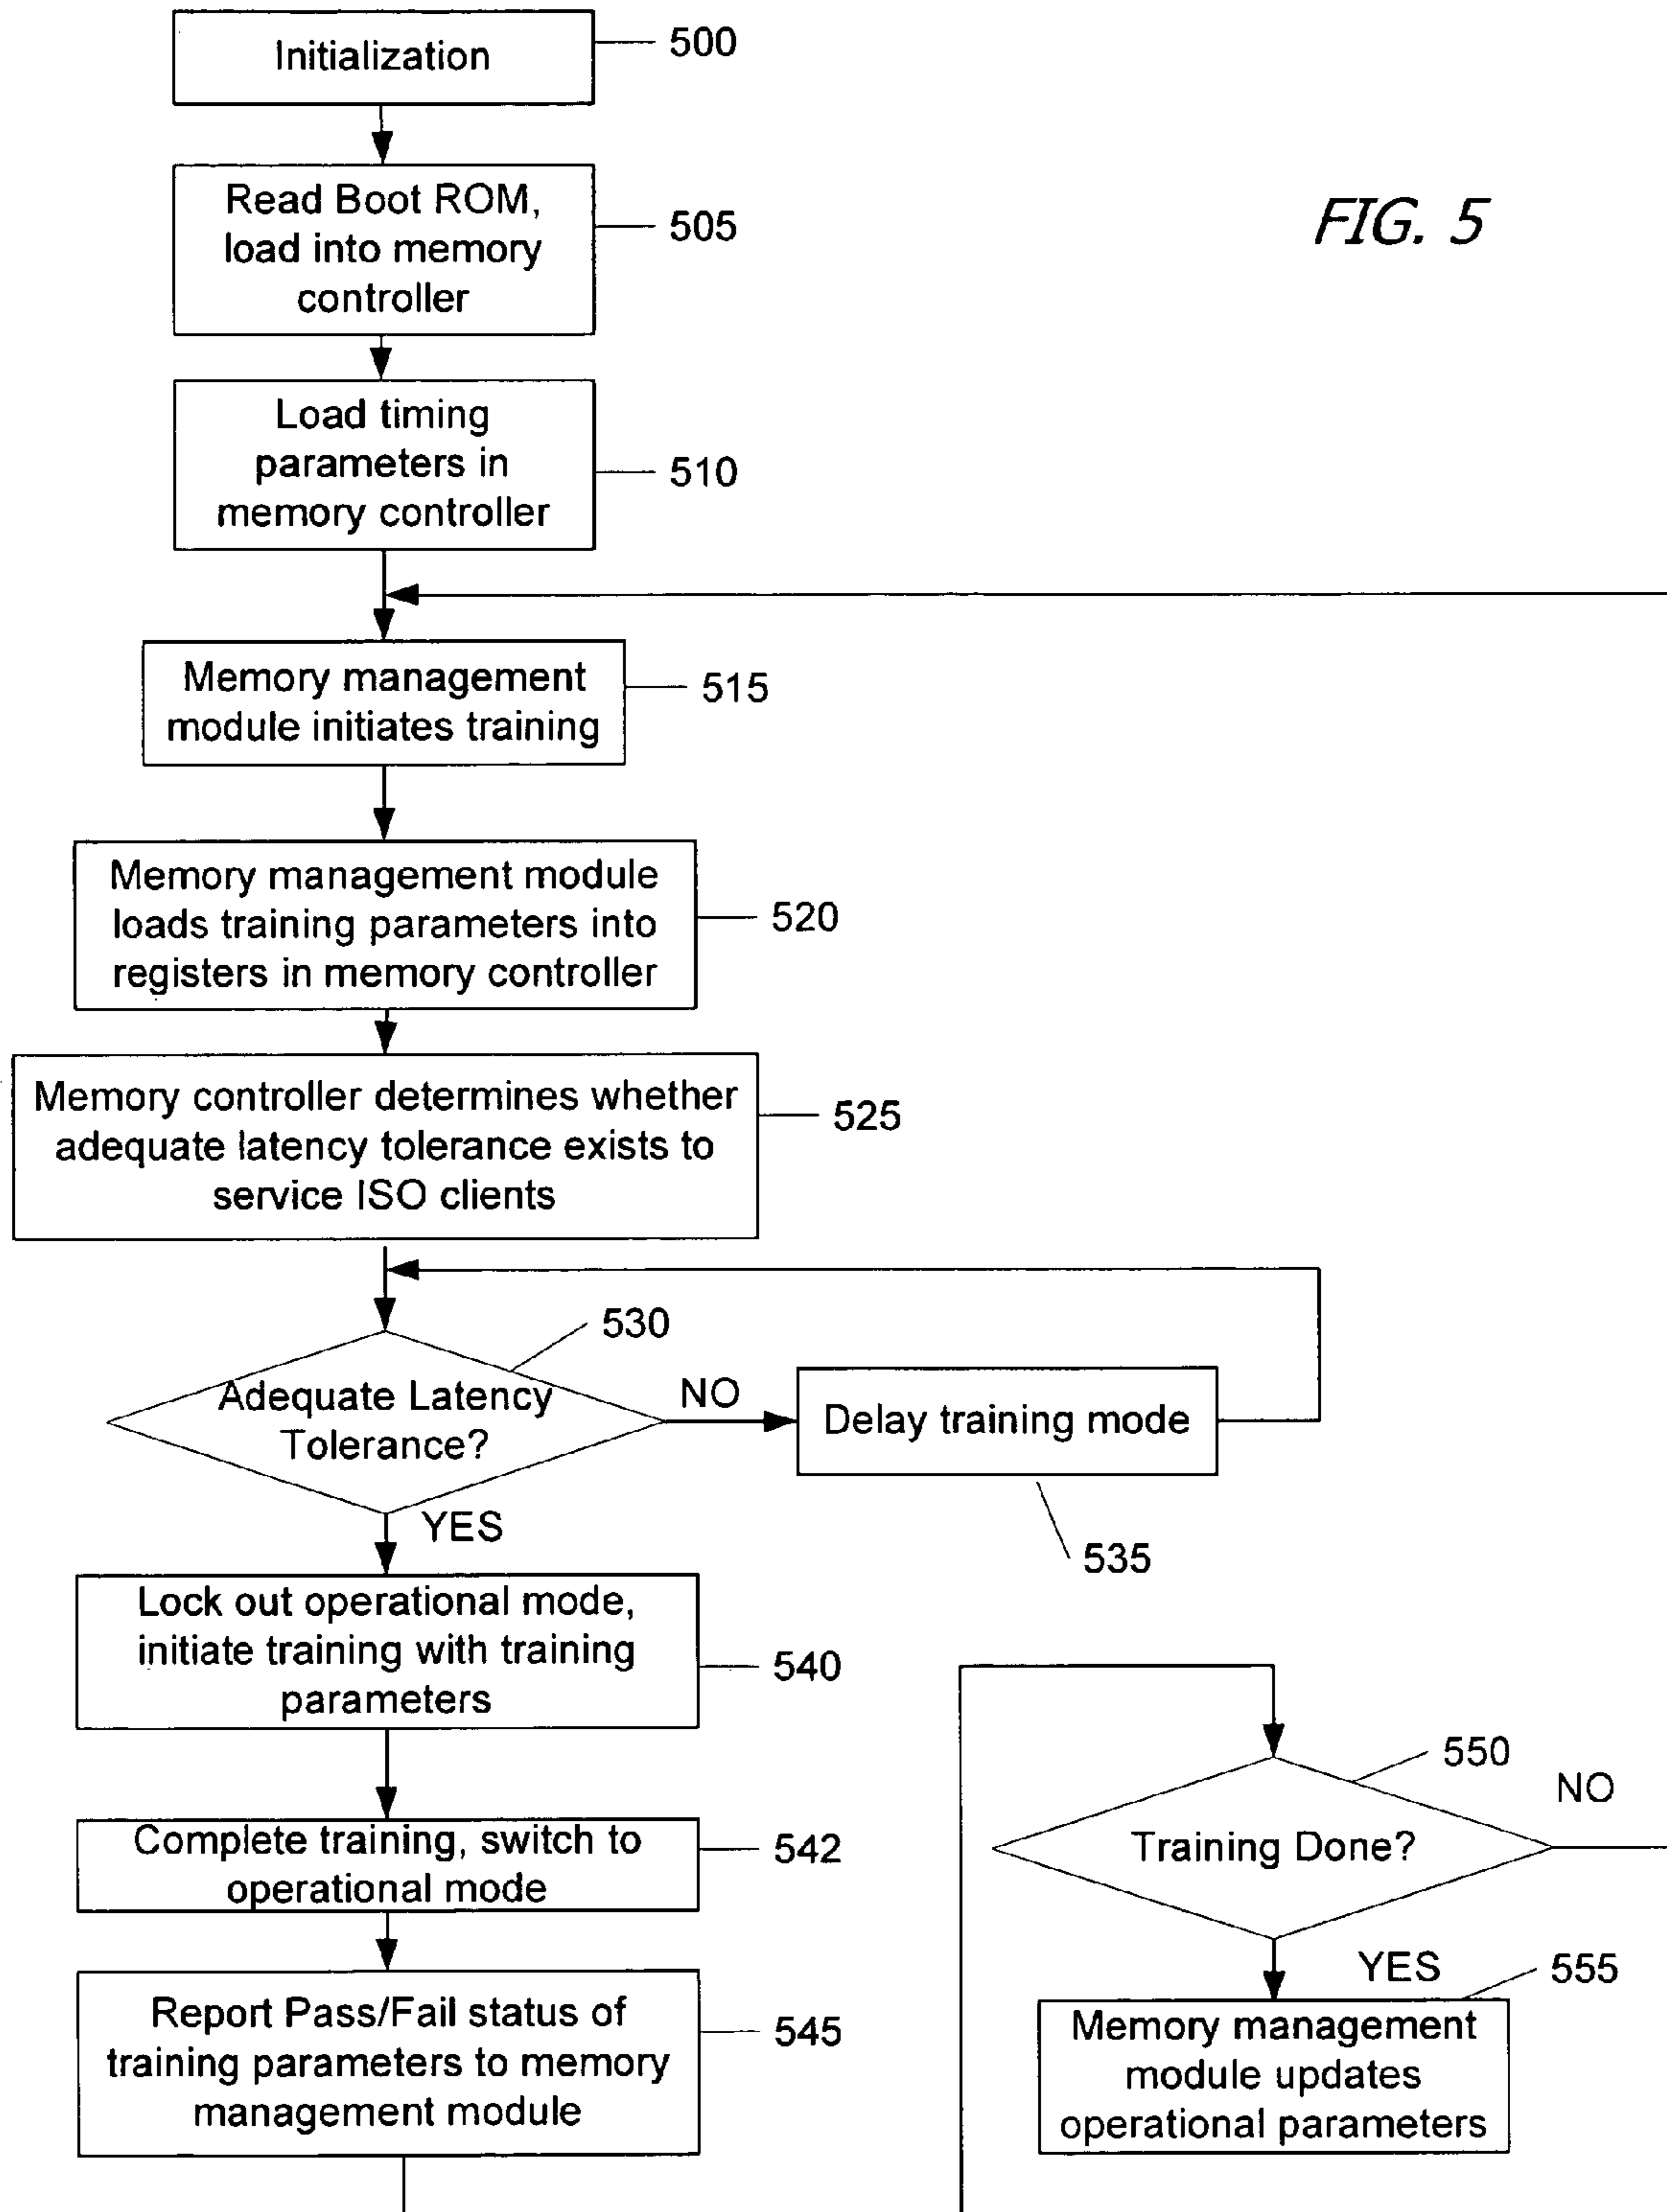 Initialization
500
Read Boot ROM,
load into memory
controller
505
FIG. 5
Load timing
parameters in
memory controller
510
Memory management
module initiates training
515
Memory management module
loads training parameters into
registers in memory controller
520
Memory controller determines whether
adequate latency tolerance exists to
service ISO clients
525
530
Adequate Latency
Tolerance?
NO
Delay training mode
535
YES
Lock out operational mode,
initiate training with training
parameters
540
Complete training, switch to
operational mode
542
Report Pass/Fail status of
training parameters to memory
management module
545
550
NO
Training Done?
YES
555
Memory management
module updates
operational parameters